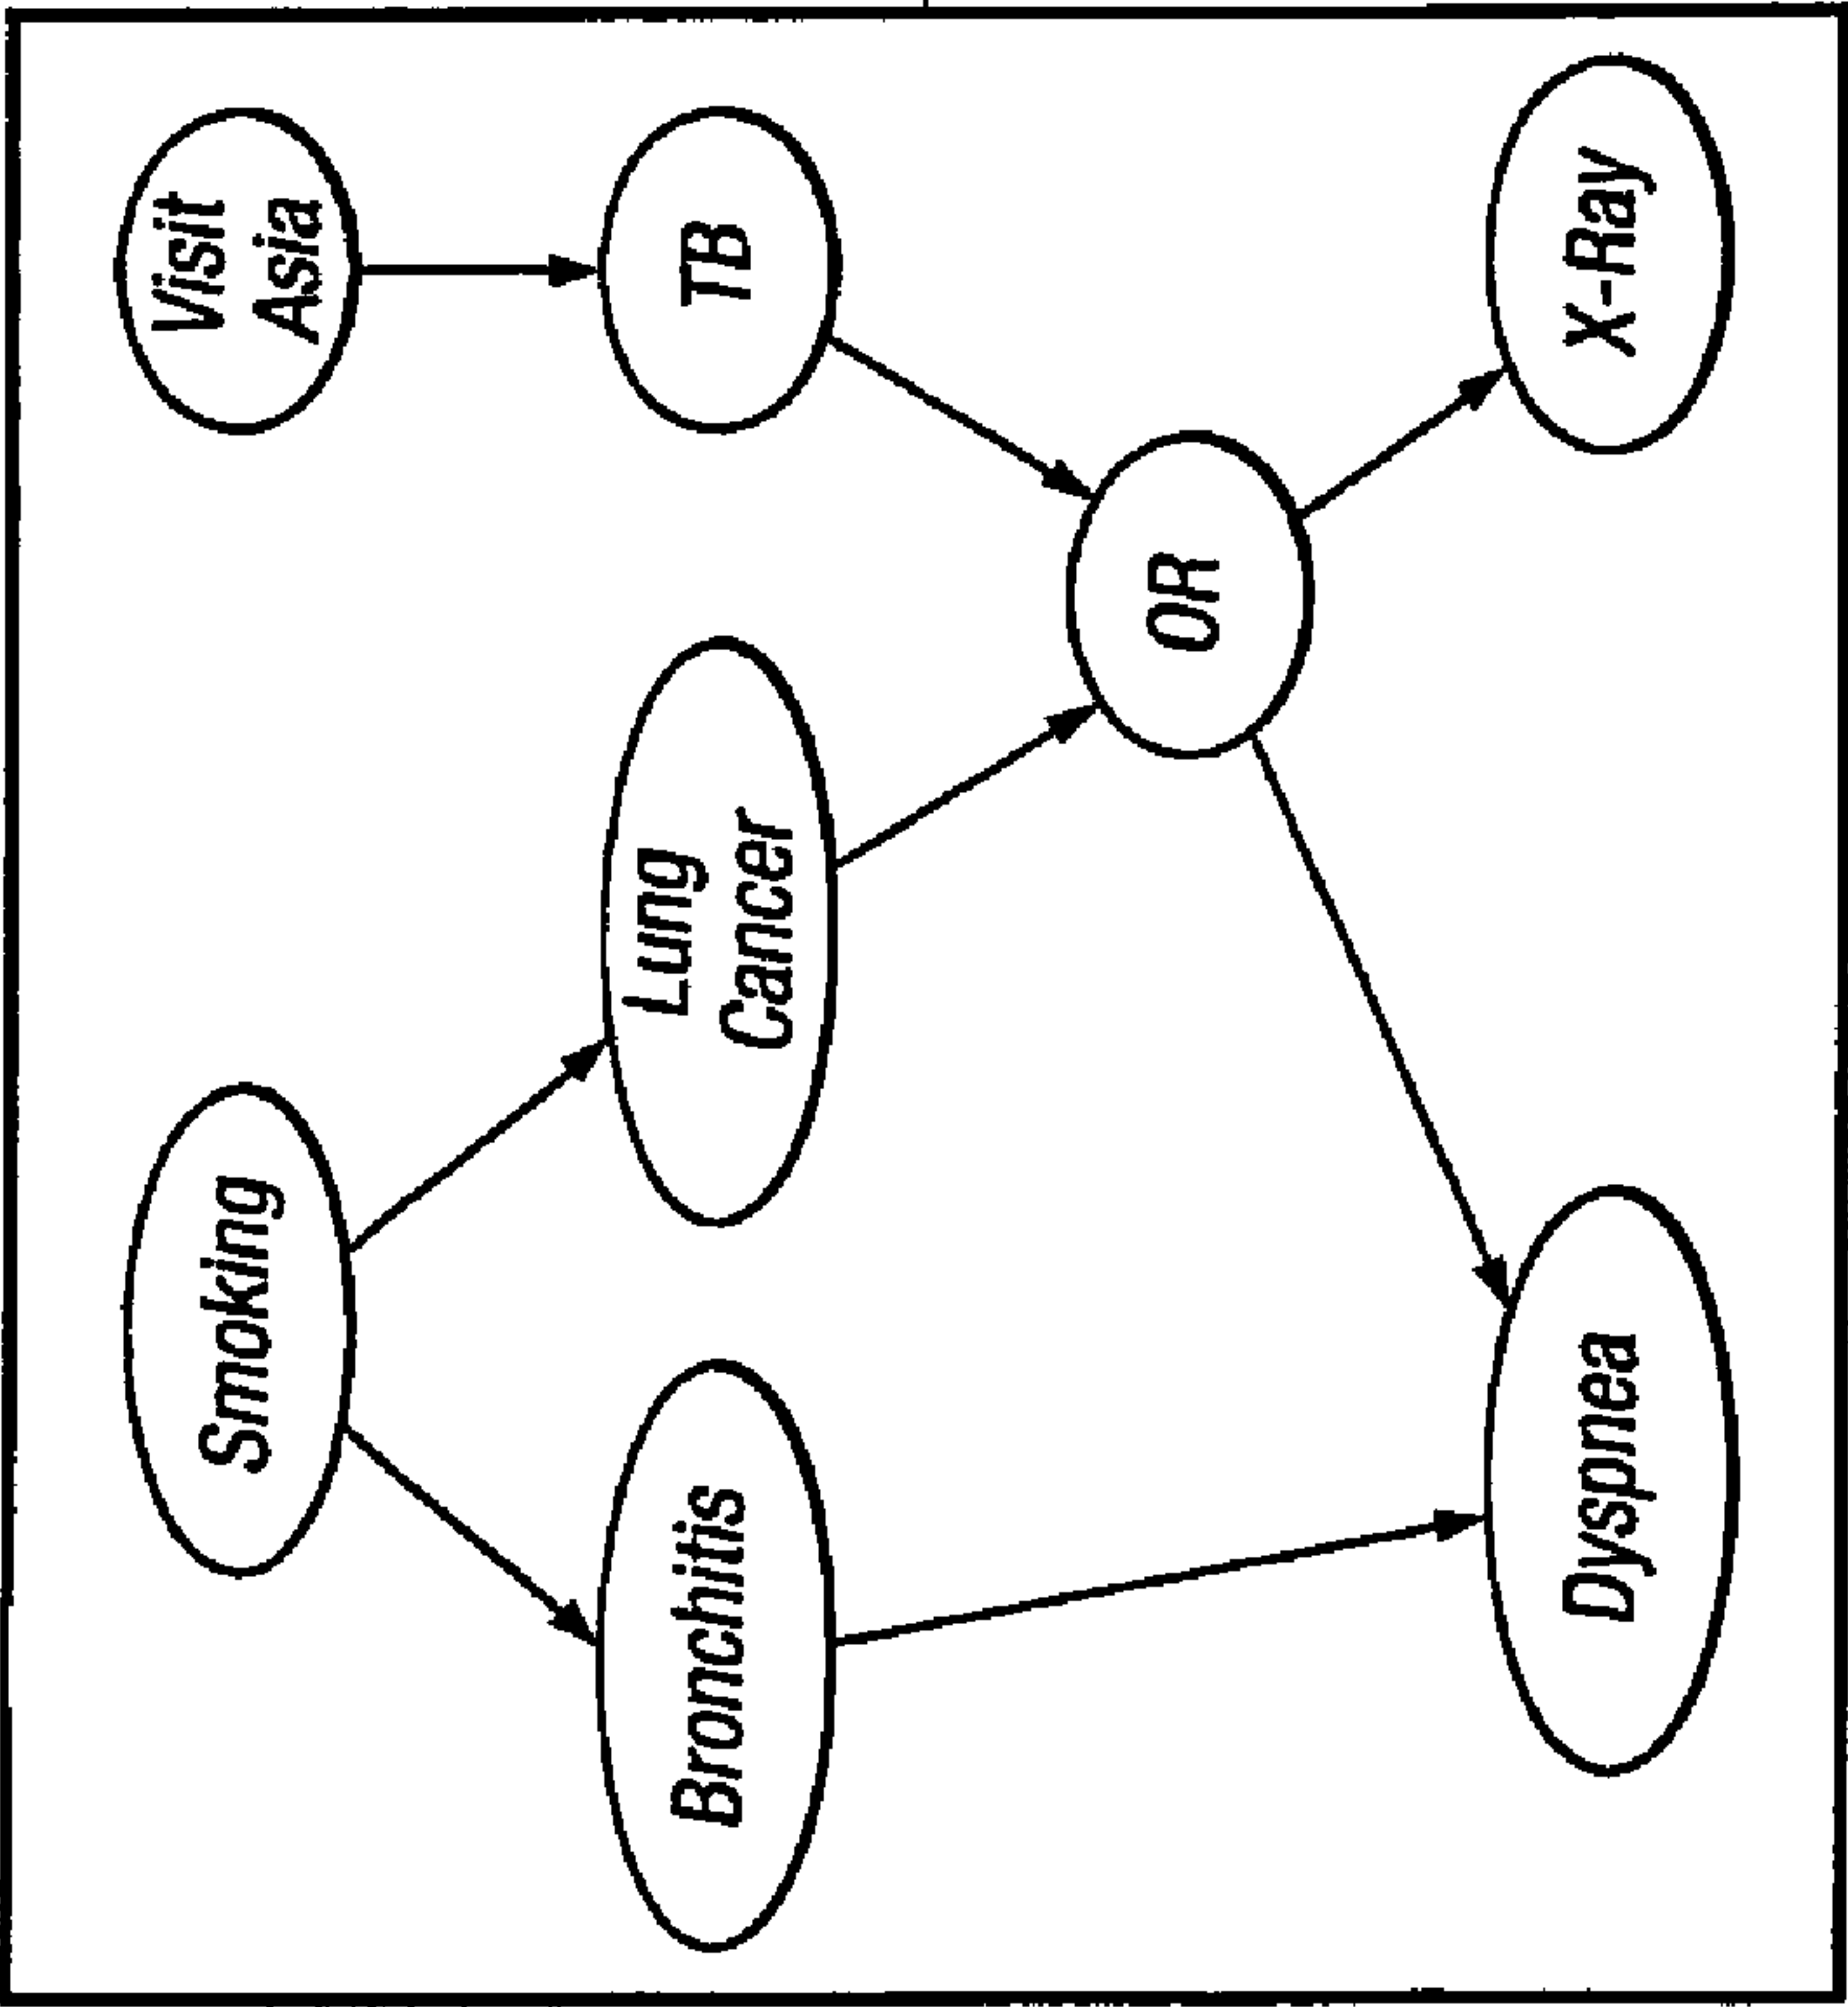 Smoking
Visit
Asia
Bronchitis
Lung
Cancer
TB
OR
Dyspnea
X-Ray